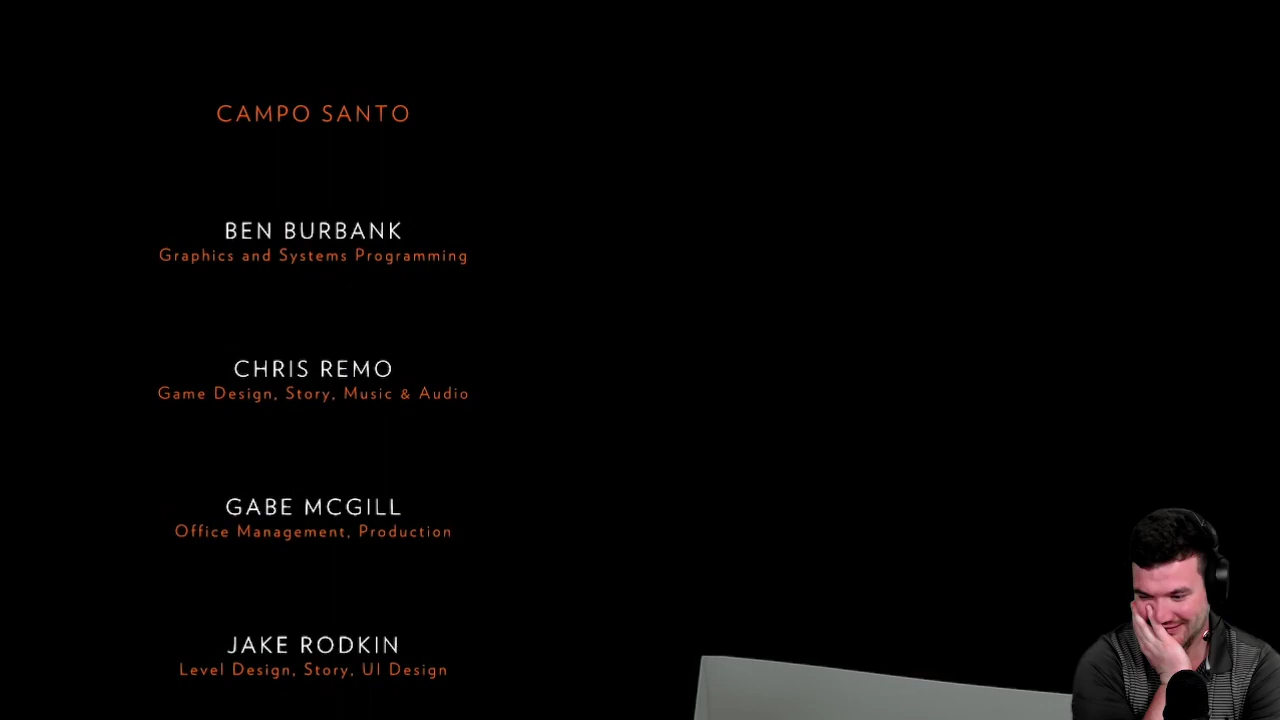 CAMPO SANTO
BEN BURBANK
Graphics and Systems Programming
CHRIS REMO
Game Design, Story, Music & Audio
GABE MCGILL
Office Management, Production
JAKE RODKIN
Level Design, Story, UI Design